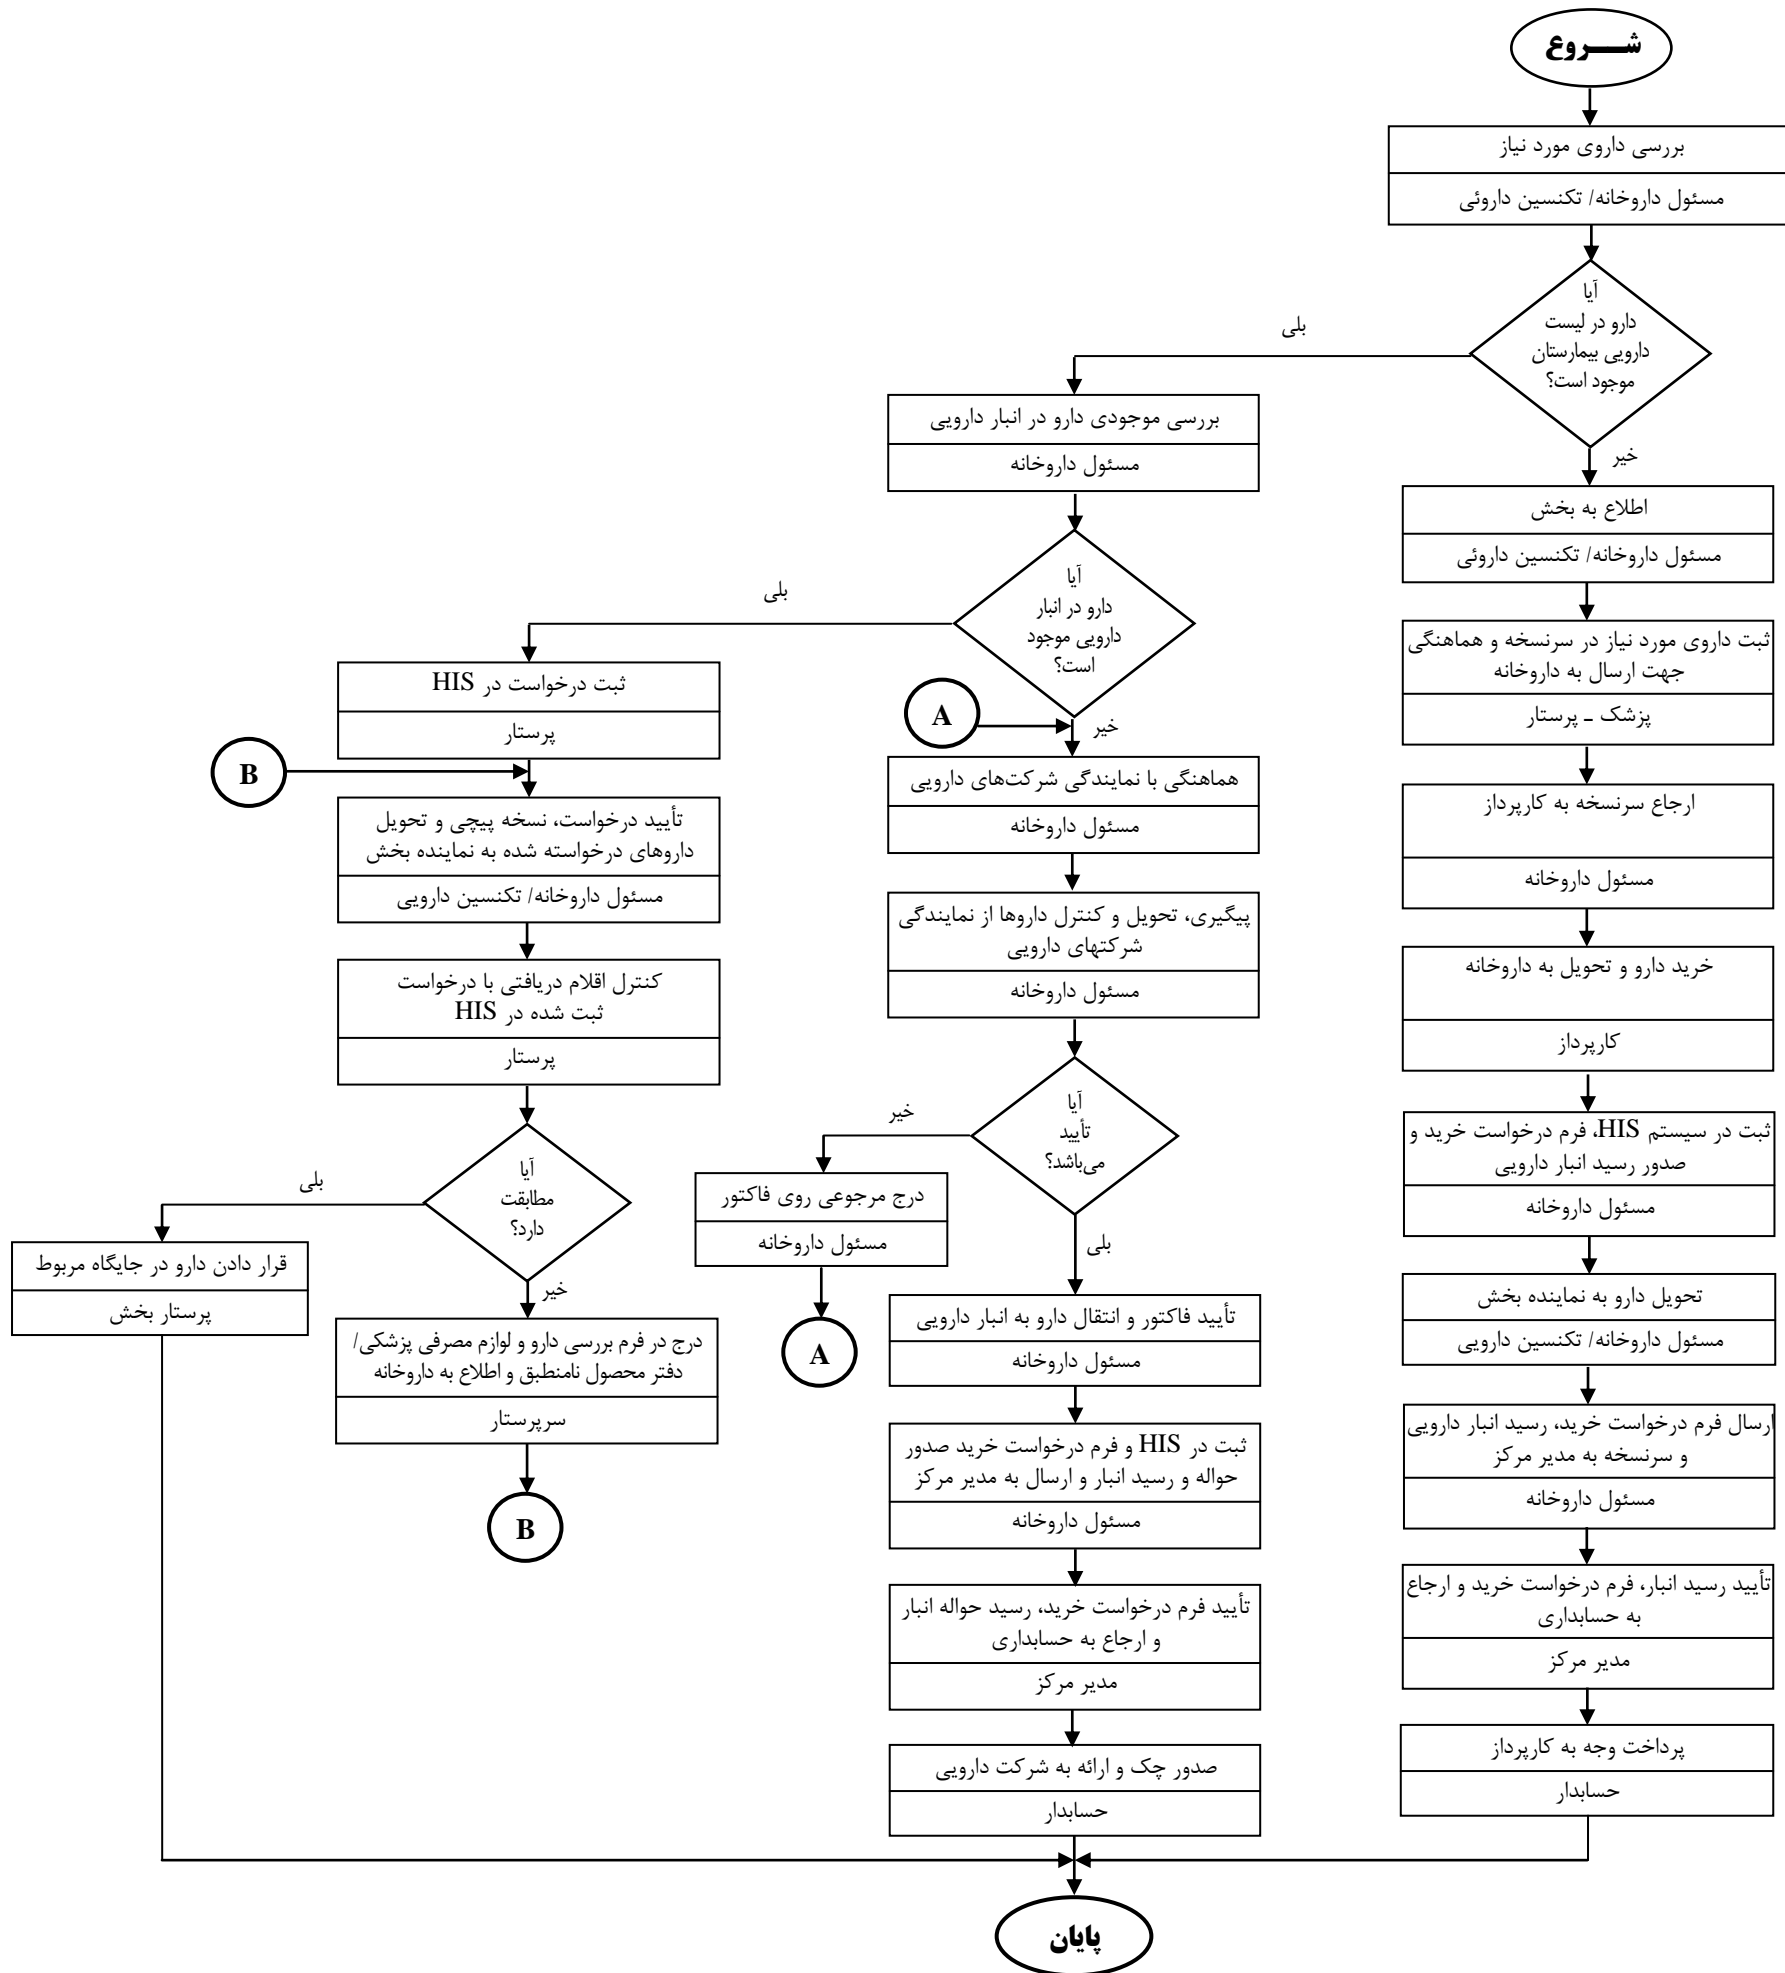 شـــــروع
بررسی داروی مورد نیاز
مسئول داروخانه/ تکنسین داروئی
آیا
دارو در لیست
دارویی بیمارستان
موجود است؟
بلی
خیر
اطلاع به بخش
مسئول داروخانه/ تکنسین داروئی
ثبت داروی مورد نیاز در سرنسخه و هماهنگی
جهت ارسال به داروخانه
پزشک ـ پرستار
ارجاع سرنسخه به کارپرداز
مسئول داروخانه
خرید دارو و تحویل به داروخانه
کارپرداز
ثبت در سیستم HIS، فرم درخواست خرید و
صدور رسید انبار دارویی
مسئول داروخانه
تحویل دارو به نماینده بخش
مسئول داروخانه/ تکنسین دارویی
ارسال فرم درخواست خرید، رسید انبار دارویی
و سرنسخه به مدیر مرکز
مسئول داروخانه
تأیید رسید انبار، فرم درخواست خرید و ارجاع
به حسابداری
مدیر مرکز
پرداخت وجه به کارپرداز
حسابدار
بررسی موجودی دارو در انبار دارویی
مسئول داروخانه
آیا
دارو در انبار
دارویی موجود
است؟
بلی
خیر
A
هماهنگی با نمایندگی شرکت‌های دارویی
مسئول داروخانه
پیگیری، تحویل و کنترل داروها از نمایندگی
شرکتهای دارویی
مسئول داروخانه
آیا
تأیید
می‌باشد؟
خیر
بلی
درج مرجوعی روی فاکتور
مسئول داروخانه
A
تأیید فاکتور و انتقال دارو به انبار دارویی
مسئول داروخانه
ثبت در HIS و فرم درخواست خرید صدور
حواله و رسید انبار و ارسال به مدیر مرکز
مسئول داروخانه
تأیید فرم درخواست خرید، رسید حواله انبار
و ارجاع به حسابداری
مدیر مرکز
صدور چک و ارائه به شرکت دارویی
حسابدار
ثبت درخواست در HIS
پرستار
B
تأیید درخواست، نسخه پیچی و تحویل
داروهای درخواسته شده به نماینده بخش
مسئول داروخانه/ تکنسین دارویی
کنترل اقلام دریافتی با درخواست
ثبت شده در HIS
پرستار
آیا
مطابقت
دارد؟
بلی
خیر
قرار دادن دارو در جایگاه مربوط
پرستار بخش
درج در فرم بررسی دارو و لوازم مصرفی پزشکی/
دفتر محصول نامنطبق و اطلاع به داروخانه
سرپرستار
B
پایان